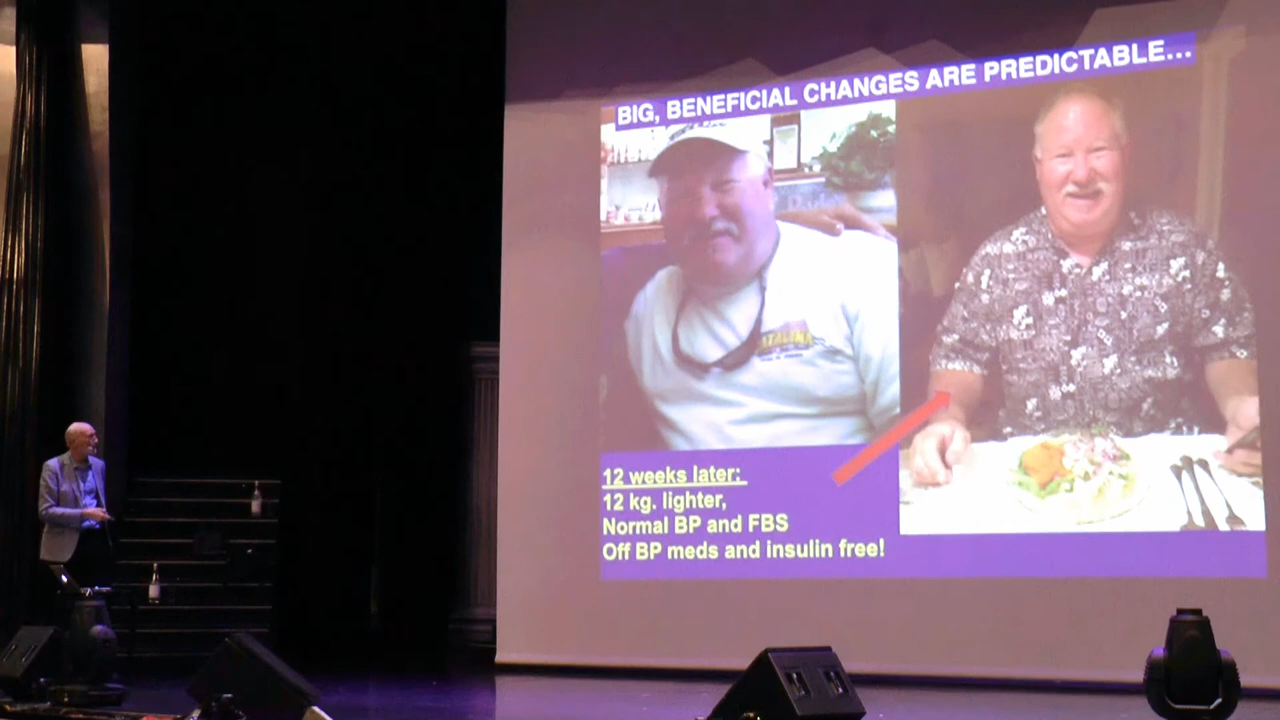 BIG, BENEFICIAL CHANGES ARE PREDICTABLE...
12 weeks later:
12 kg. lighter,
Normal BP and FBS
Off BP meds and insulin free!